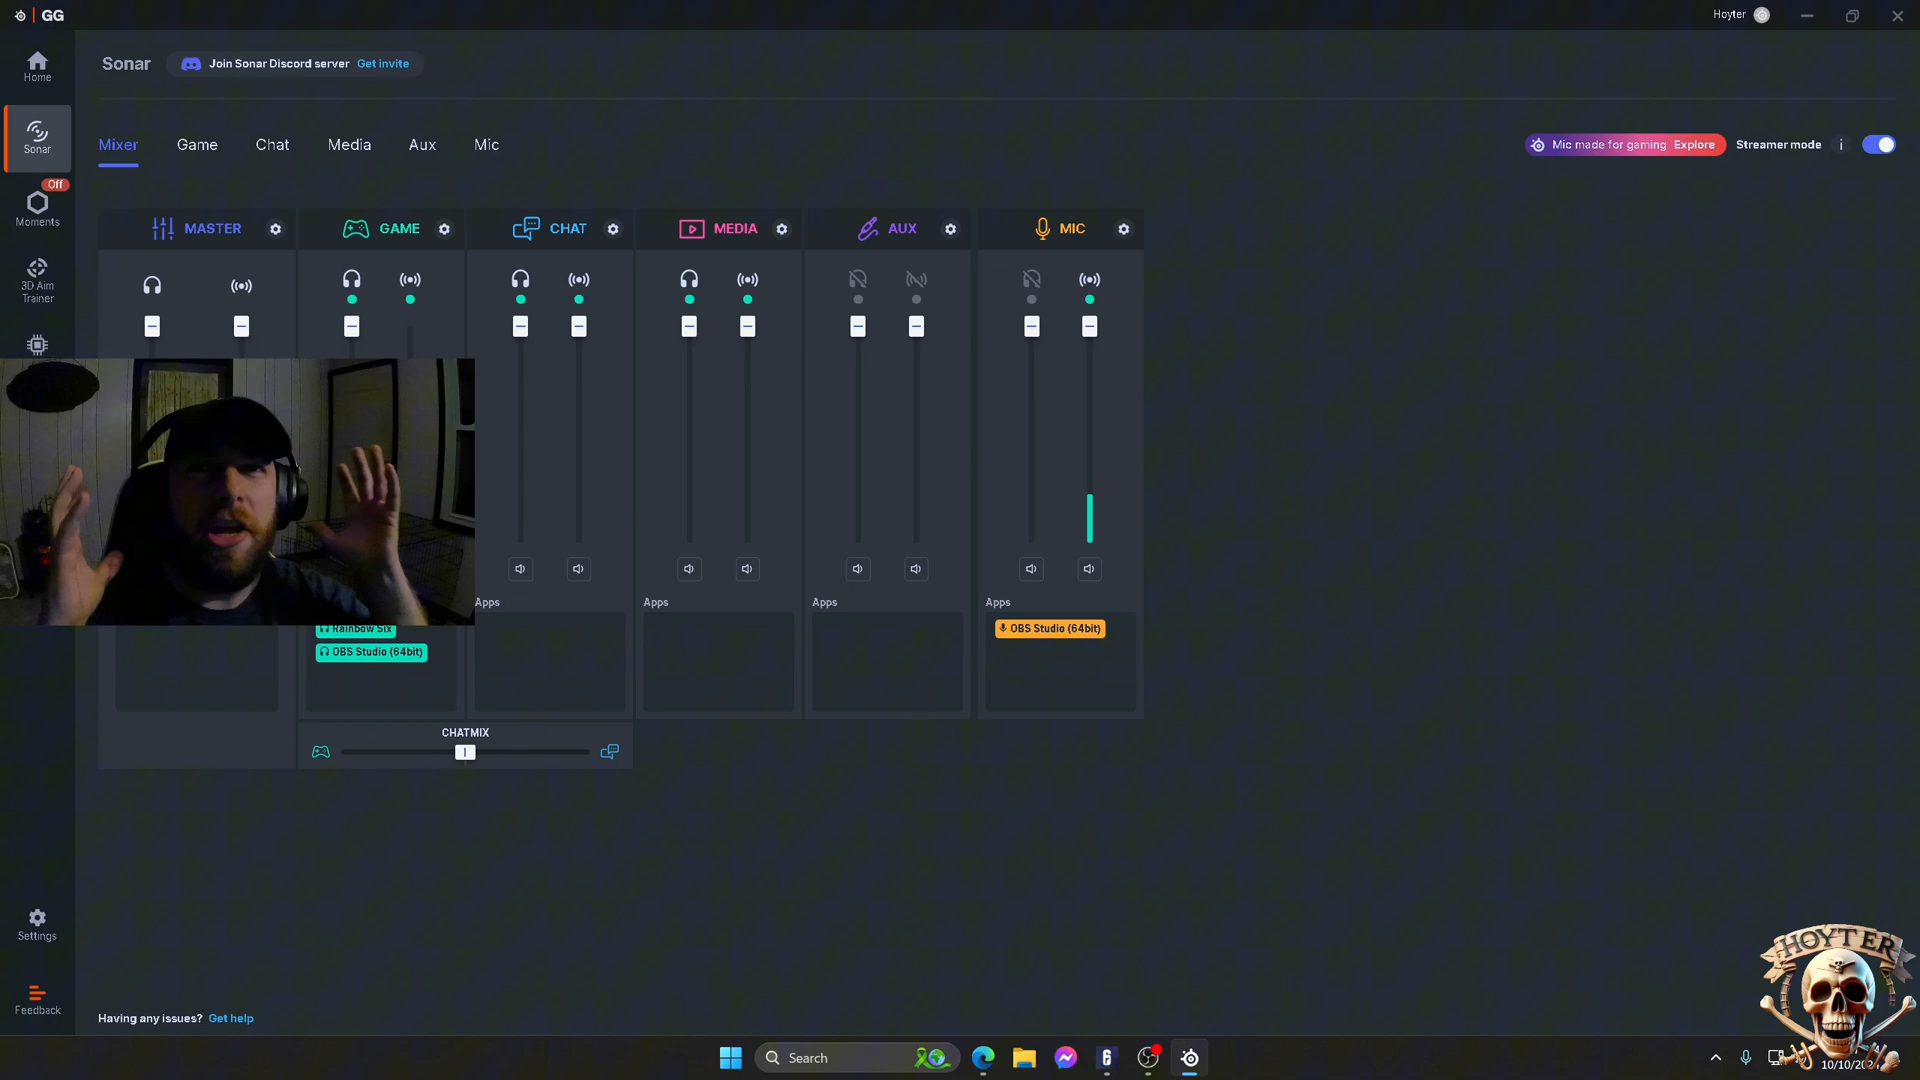 GG
Hoyter
Home
Sonar
Off
Moments
3D Aim
Trainer
Settings
Feedback
Sonar
Join Sonar Discord server Get invite
Mixer Game Chat Media Aux Mic
Mic made for gaming Explore
Streamer mode
MASTER GAME CHAT MEDIA AUX MIC
Apps Apps Apps Apps
Rainbow Six
OBS Studio (64bit)
OBS Studio (64bit)
CHATMIX
Having any issues? Get help
HOYTER
Search